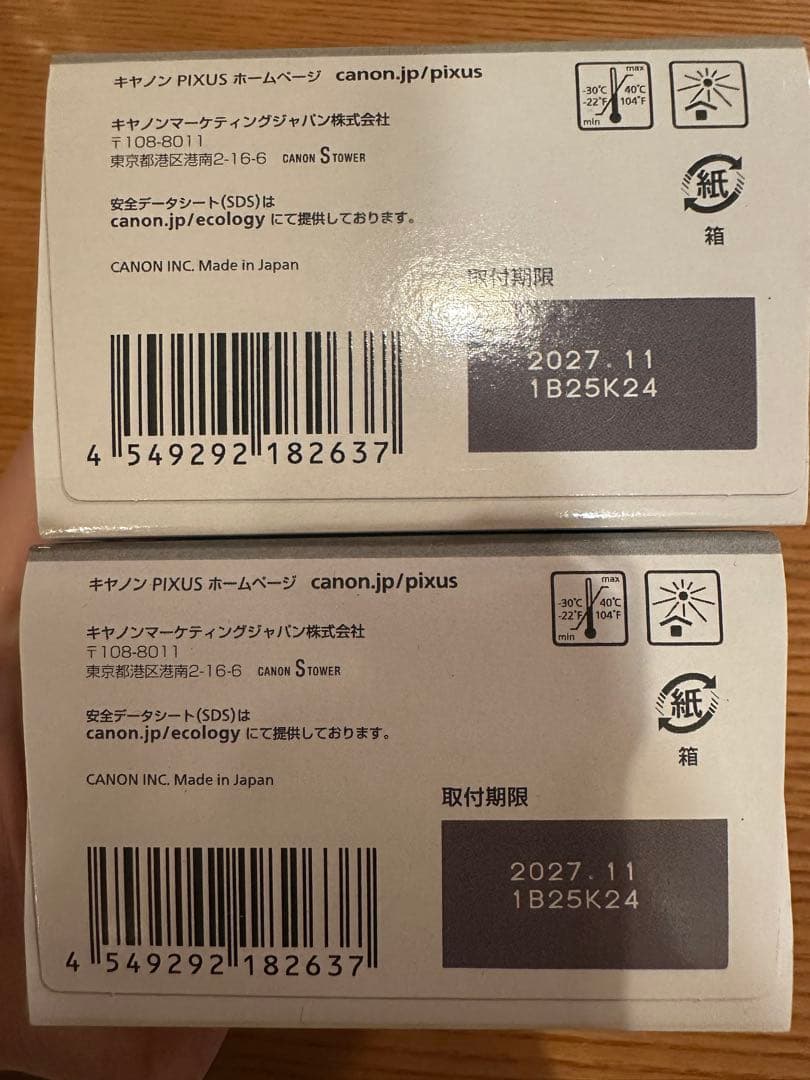 キヤノン PIXUS ホームページ canon.jp/pixus
キヤノンマーケティングジャパン株式会社
〒108-8011
東京都港区港南2-16-6 CANON S TOWER
安全データシート(SDS)は
canon.jp/ecology にて提供しております。
CANON INC. Made in Japan
max
-30℃ 40℃
-22°F 104°F
min
紙
箱
取付期限
2027.11
1B25K24
4 549292 182637
キヤノン PIXUS ホームページ canon.jp/pixus
キヤノンマーケティングジャパン株式会社
〒108-8011
東京都港区港南2-16-6 CANON S TOWER
安全データシート(SDS)は
canon.jp/ecology にて提供しております。
CANON INC. Made in Japan
max
-30℃ 40℃
-22°F 104°F
min
紙
箱
取付期限
2027.11
1B25K24
4 549292 182637